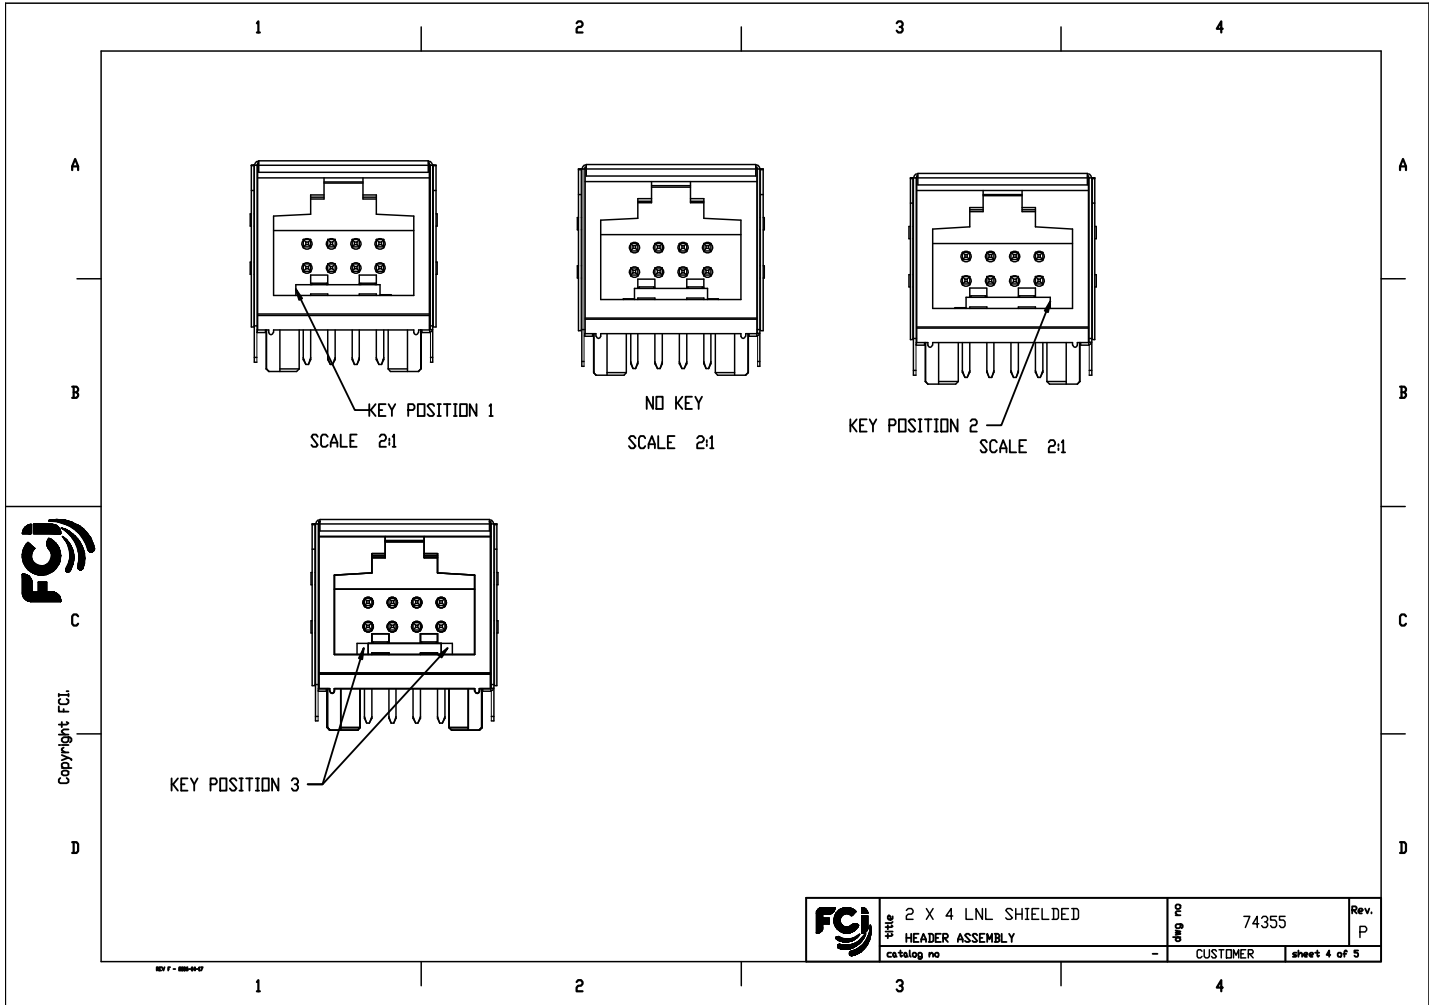 1 2 3 4
A A
KEY POSITION 1
SCALE 2:1
NO KEY
SCALE 2:1
KEY POSITION 2
SCALE 2:1
B B
FCI
C C
Copyright FCI.
KEY POSITION 3
D D
FCI
title 2 X 4 LNL SHIELDED
HEADER ASSEMBLY
dwg no 74355
Rev. P
catalog no -
CUSTOMER
sheet 4 of 5
1 2 3 4